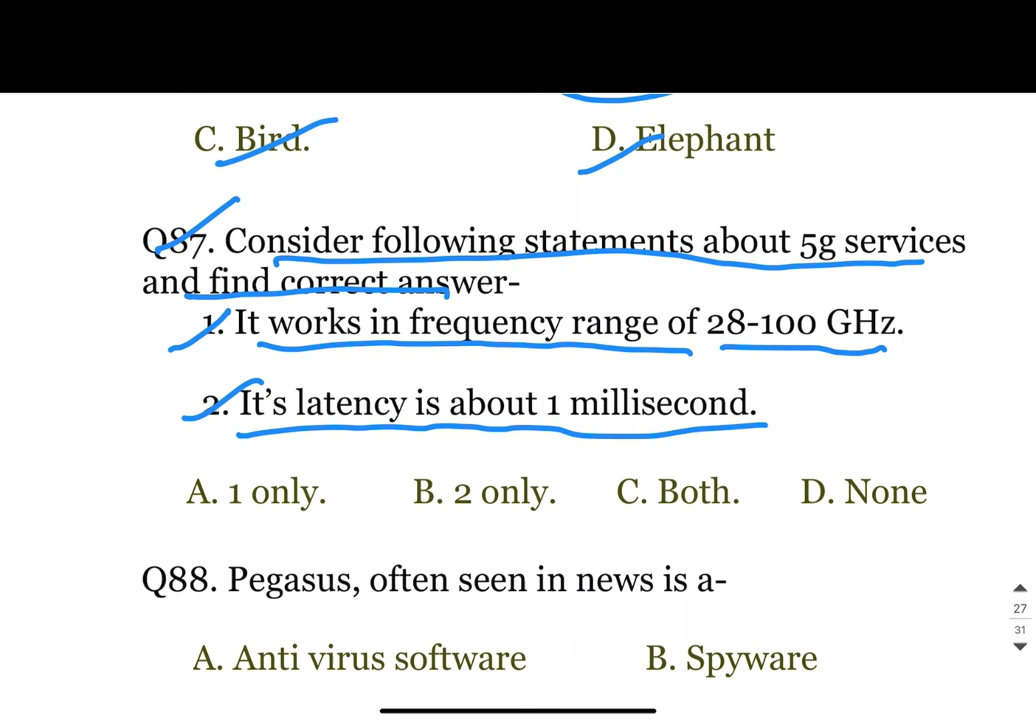 C. Bird. D. Elephant
Q87. Consider following statements about 5g services
and find correct answer-
1. It works in frequency range of 28-100 GHz.
2. It's latency is about 1 millisecond.
A. 1 only. B. 2 only. C. Both. D. None
Q88. Pegasus, often seen in news is a-
27
31
A. Anti virus software B. Spyware